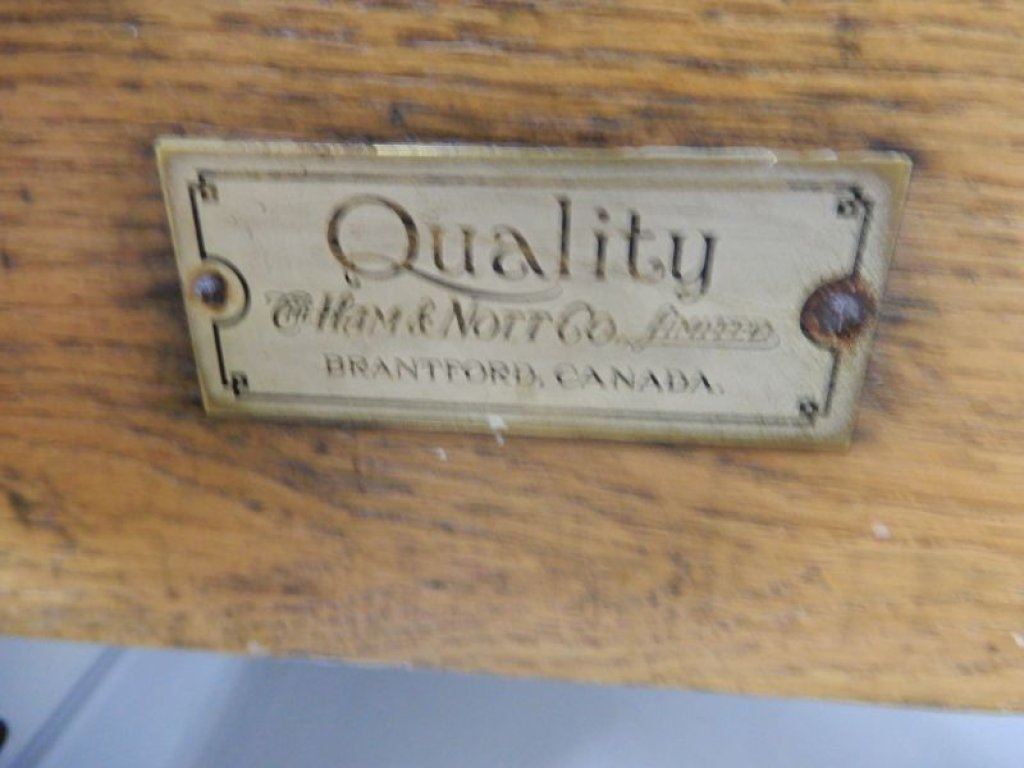 Quality
The Ham & Nott Co. Limited
BRANTFORD, CANADA.